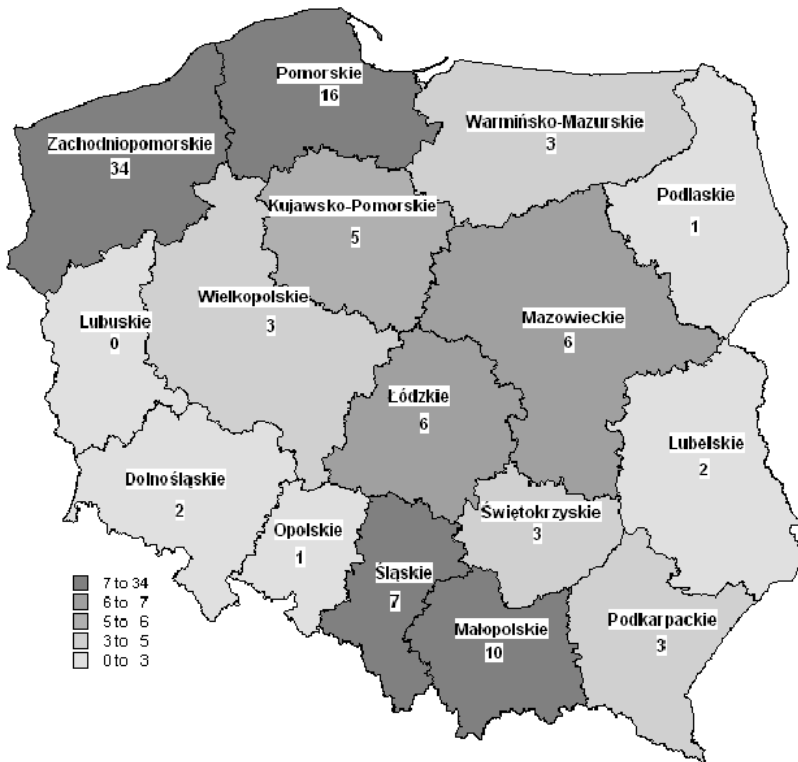 Pomorskie
16
Warmińsko-Mazurskie
3
Zachodniopomorskie
34
Podlaskie
1
Kujawsko-Pomorskie
5
Wielkopolskie
3
Mazowieckie
6
Lubuskie
0
Łódzkie
6
Lubelskie
2
Dolnośląskie
2
Świętokrzyskie
3
Opolskie
1
Śląskie
7
Małopolskie
10
Podkarpackie
3
7 to 34
6 to 7
5 to 6
3 to 5
0 to 3